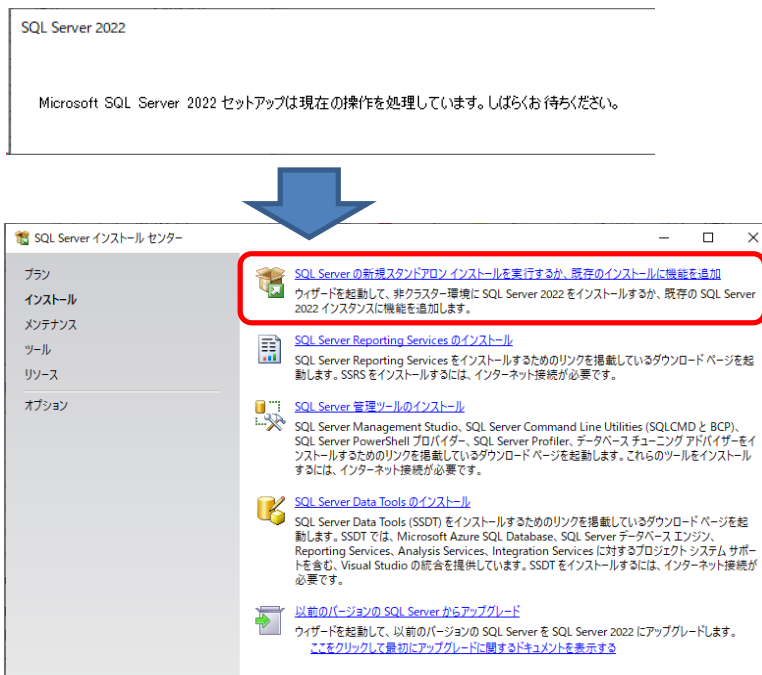 SQL Server 2022
Microsoft SQL Server 2022 セットアップは現在の操作を処理しています。しばらくお待ちください。
SQL Server インストール センター
プラン
インストール
メンテナンス
ツール
リソース
オプション
SQL Server の新規スタンドアロン インストールを実行するか、既存のインストールに機能を追加
ウィザードを起動して、非クラスター環境に SQL Server 2022 をインストールするか、既存の SQL Server
2022 インスタンスに機能を追加します。
SQL Server Reporting Services のインストール
SQL Server Reporting Services をインストールするためのリンクを掲載しているダウンロード ページを起
動します。SSRS をインストールするには、インターネット接続が必要です。
SQL Server 管理ツールのインストール
SQL Server Management Studio、SQL Server Command Line Utilities (SQLCMD と BCP)、
SQL Server PowerShell プロバイダー、SQL Server Profiler、データベース チューニング アドバイザーをイ
ンストールするためのリンクを掲載しているダウンロード ページを起動します。これらのツールをインストール
するには、インターネット接続が必要です。
SQL Server Data Tools のインストール
SQL Server Data Tools (SSDT) をインストールするためのリンクを掲載しているダウンロード ページを起
動します。SSDT では、Microsoft Azure SQL Database、SQL Server データベース エンジン、
Reporting Services、Analysis Services、Integration Services に対するプロジェクト システム サポー
トを含む、Visual Studio の統合を提供しています。SSDT をインストールするには、インターネット接続が
必要です。
以前のバージョンの SQL Server からアップグレード
ウィザードを起動して、以前のバージョンの SQL Server を SQL Server 2022 にアップグレードします。
ここをクリックして最初にアップグレードに関するドキュメントを表示する